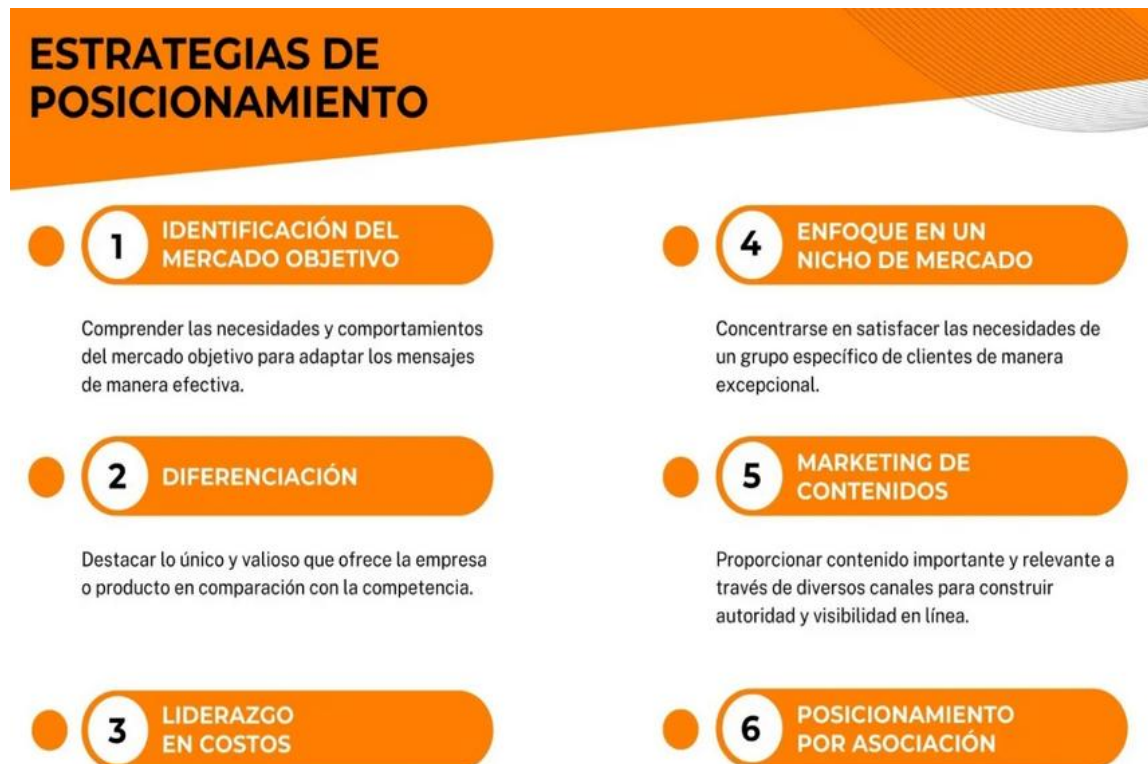 ESTRATEGIAS DE
POSICIONAMIENTO
1
IDENTIFICACIÓN DEL
MERCADO OBJETIVO
Comprender las necesidades y comportamientos
del mercado objetivo para adaptar los mensajes
de manera efectiva.
2
DIFERENCIACIÓN
Destacar lo único y valioso que ofrece la empresa
o producto en comparación con la competencia.
3
LIDERAZGO
EN COSTOS
4
ENFOQUE EN UN
NICHO DE MERCADO
Concentrarse en satisfacer las necesidades de
un grupo específico de clientes de manera
excepcional.
5
MARKETING DE
CONTENIDOS
Proporcionar contenido importante y relevante a
través de diversos canales para construir
autoridad y visibilidad en línea.
6
POSICIONAMIENTO
POR ASOCIACIÓN